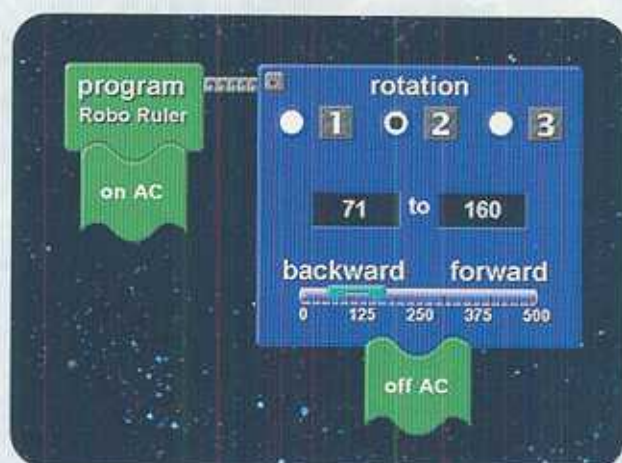 program
Robo Ruler
on AC
rotation
1 2 3
71 to 160
backward forward
0 125 250 375 500
off AC